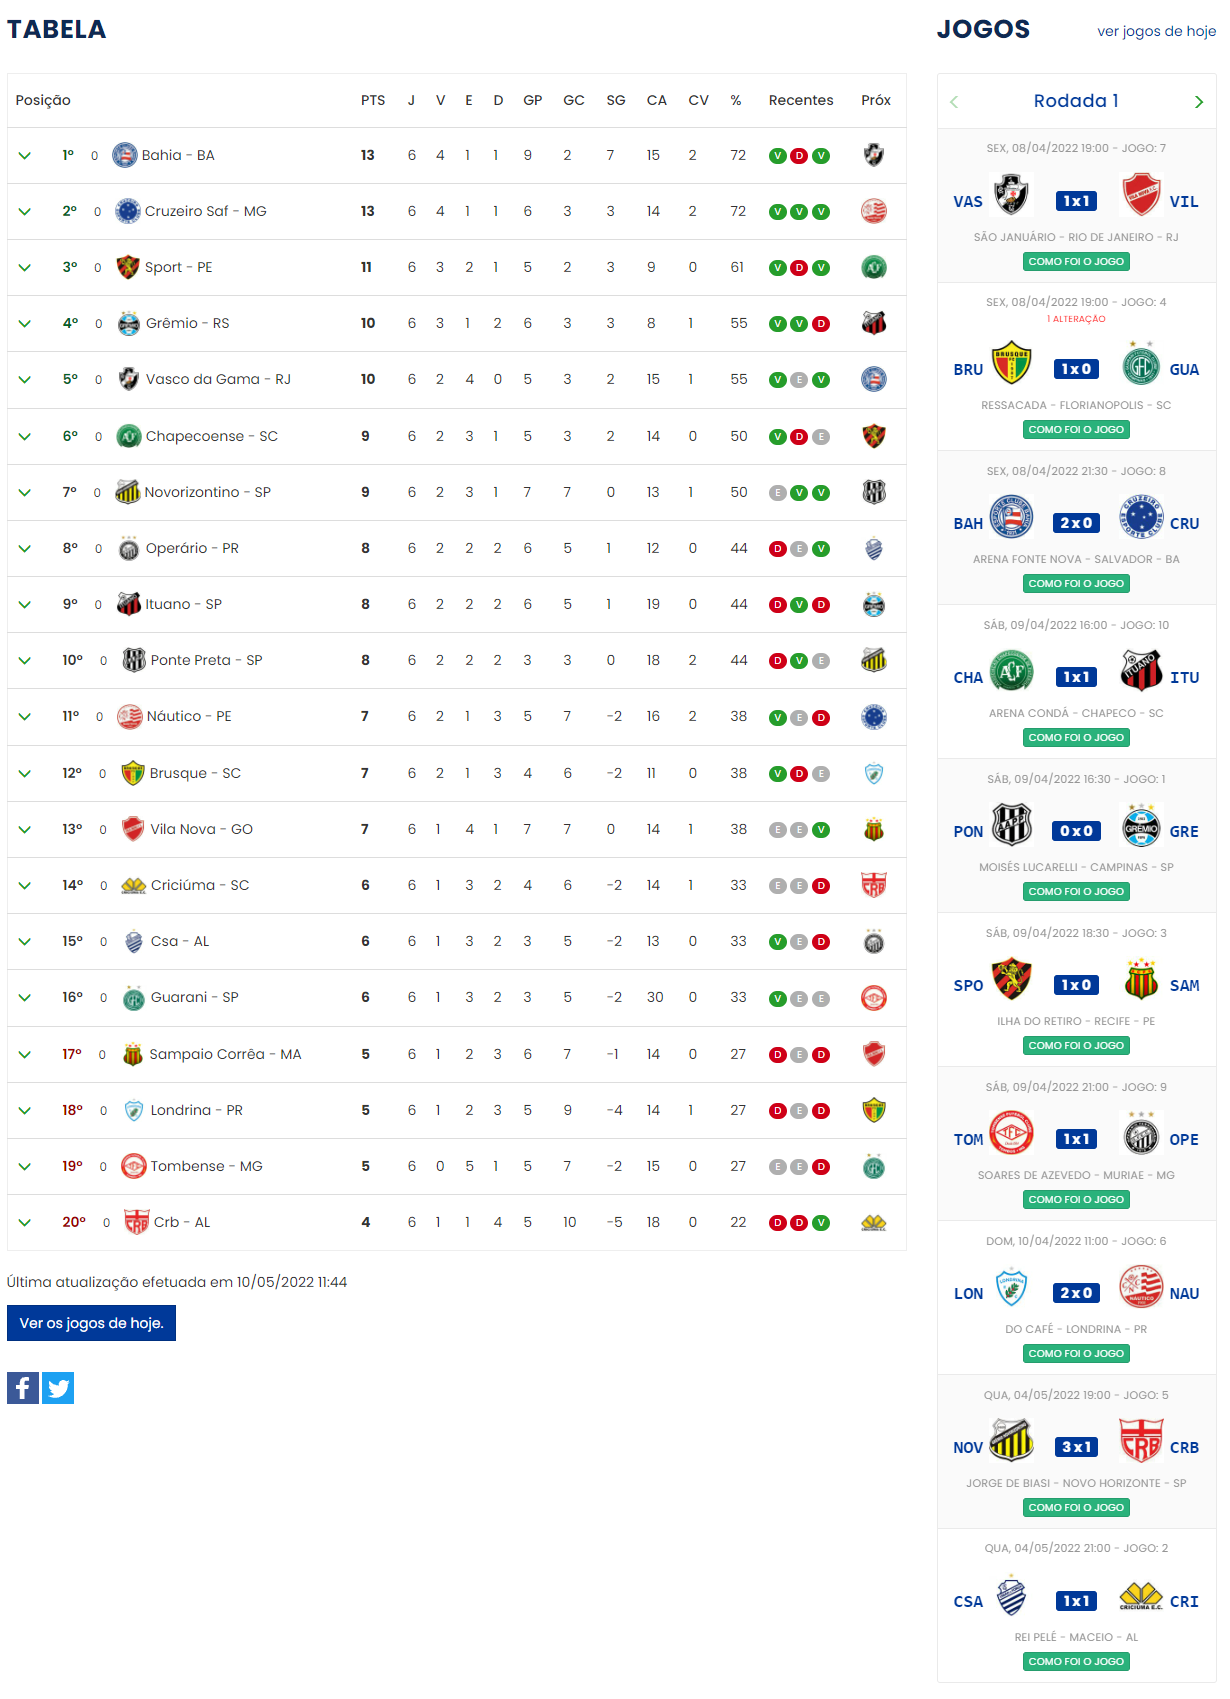 TABELA
Posição PTS J V E D GP GC SG CA CV % Recentes Próx
1º 0 Bahia - BA 13 6 4 1 1 9 2 7 15 2 72 V D V
2º 0 Cruzeiro Saf - MG 13 6 4 1 1 6 3 3 14 2 72 V V V
3º 0 Sport - PE 11 6 3 2 1 5 2 3 9 0 61 V D V
4º 0 Grêmio - RS 10 6 3 1 2 6 3 3 8 1 55 V V D
5º 0 Vasco da Gama - RJ 10 6 2 4 0 5 3 2 15 1 55 V E V
6º 0 Chapecoense - SC 9 6 2 3 1 5 3 2 14 0 50 V D E
7º 0 Novorizontino - SP 9 6 2 3 1 7 7 0 13 1 50 E V V
8º 0 Operário - PR 8 6 2 2 2 6 5 1 12 0 44 D E V
9º 0 Ituano - SP 8 6 2 2 2 6 5 1 19 0 44 D V D
10º 0 Ponte Preta - SP 8 6 2 2 2 3 3 0 18 2 44 D V E
11º 0 Náutico - PE 7 6 2 1 3 5 7 -2 16 2 38 V E D
12º 0 Brusque - SC 7 6 2 1 3 4 6 -2 11 0 38 V D E
13º 0 Vila Nova - GO 7 6 1 4 1 7 7 0 14 1 38 E E V
14º 0 Criciúma - SC 6 6 1 3 2 4 6 -2 14 1 33 E E D
15º 0 Csa - AL 6 6 1 3 2 3 5 -2 13 0 33 V E D
16º 0 Guarani - SP 6 6 1 3 2 3 5 -2 30 0 33 V E E
17º 0 Sampaio Corrêa - MA 5 6 1 2 3 6 7 -1 14 0 27 D E D
18º 0 Londrina - PR 5 6 1 2 3 5 9 -4 14 1 27 D E D
19º 0 Tombense - MG 5 6 0 5 1 5 7 -2 15 0 27 E E D
20º 0 Crb - AL 4 6 1 1 4 5 10 -5 18 0 22 D D V
Última atualização efetuada em 10/05/2022 11:44
Ver os jogos de hoje.
JOGOS ver jogos de hoje
Rodada 1
SEX, 08/04/2022 19:00 - JOGO: 7
VAS 1 x 1 VIL
SÃO JANUÁRIO - RIO DE JANEIRO - RJ
COMO FOI O JOGO
SEX, 08/04/2022 19:00 - JOGO: 4
1 ALTERAÇÃO
BRU 1 x 0 GUA
RESSACADA - FLORIANOPOLIS - SC
COMO FOI O JOGO
SEX, 08/04/2022 21:30 - JOGO: 8
BAH 2 x 0 CRU
ARENA FONTE NOVA - SALVADOR - BA
COMO FOI O JOGO
SÁB, 09/04/2022 16:00 - JOGO: 10
CHA 1 x 1 ITU
ARENA CONDÁ - CHAPECO - SC
COMO FOI O JOGO
SÁB, 09/04/2022 16:30 - JOGO: 1
PON 0 x 0 GRE
MOISÉS LUCARELLI - CAMPINAS - SP
COMO FOI O JOGO
SÁB, 09/04/2022 18:30 - JOGO: 3
SPO 1 x 0 SAM
ILHA DO RETIRO - RECIFE - PE
COMO FOI O JOGO
SÁB, 09/04/2022 21:00 - JOGO: 9
TOM 1 x 1 OPE
SOARES DE AZEVEDO - MURIAE - MG
COMO FOI O JOGO
DOM, 10/04/2022 11:00 - JOGO: 6
LON 2 x 0 NAU
DO CAFÉ - LONDRINA - PR
COMO FOI O JOGO
QUA, 04/05/2022 19:00 - JOGO: 5
NOV 3 x 1 CRB
JORGE DE BIASI - NOVO HORIZONTE - SP
COMO FOI O JOGO
QUA, 04/05/2022 21:00 - JOGO: 2
CSA 1 x 1 CRI
REI PELÉ - MACEIO - AL
COMO FOI O JOGO